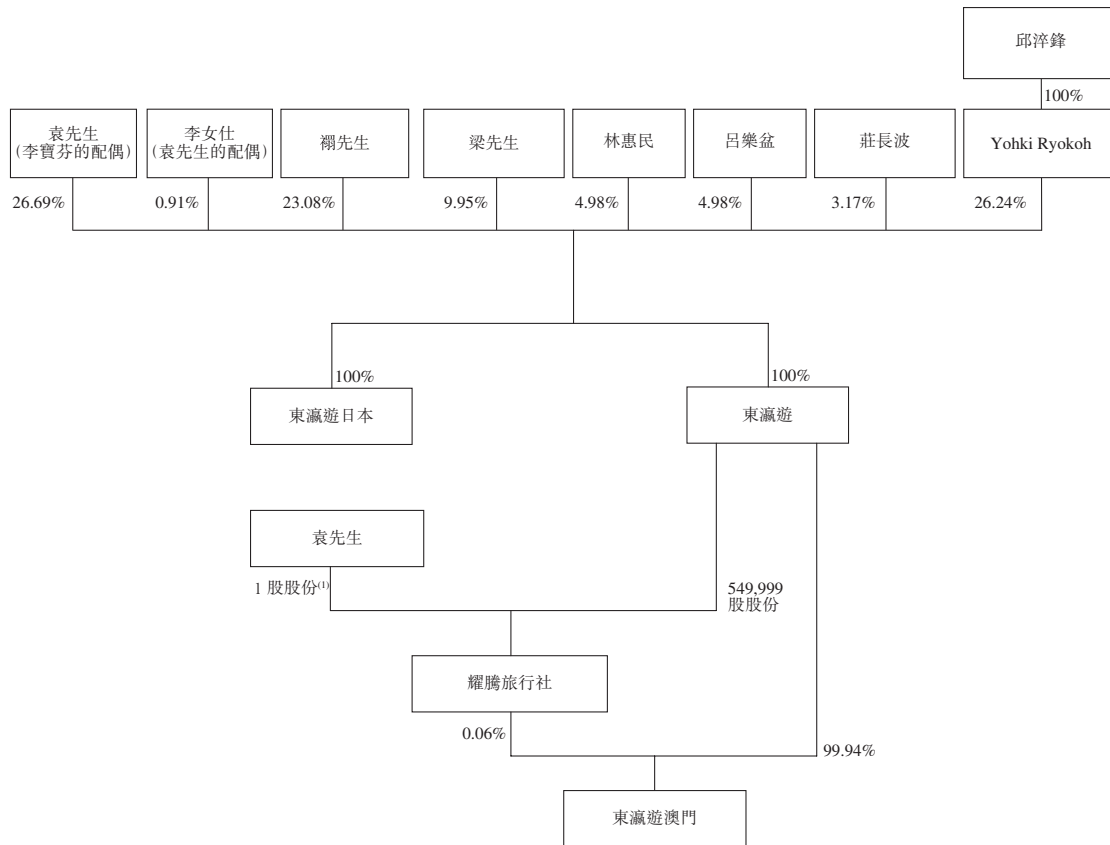 邱淬鋒
100%
袁先生
(李寶芬的配偶)
李女仕
(袁先生的配偶)
禤先生
梁先生
林惠民
呂樂盆
莊長波
Yohki Ryokoh
26.69%
0.91%
23.08%
9.95%
4.98%
4.98%
3.17%
26.24%
100%
100%
東瀛遊日本
東瀛遊
袁先生
1 股股份(1)
549,999
股股份
耀騰旅行社
0.06%
99.94%
東瀛遊澳門